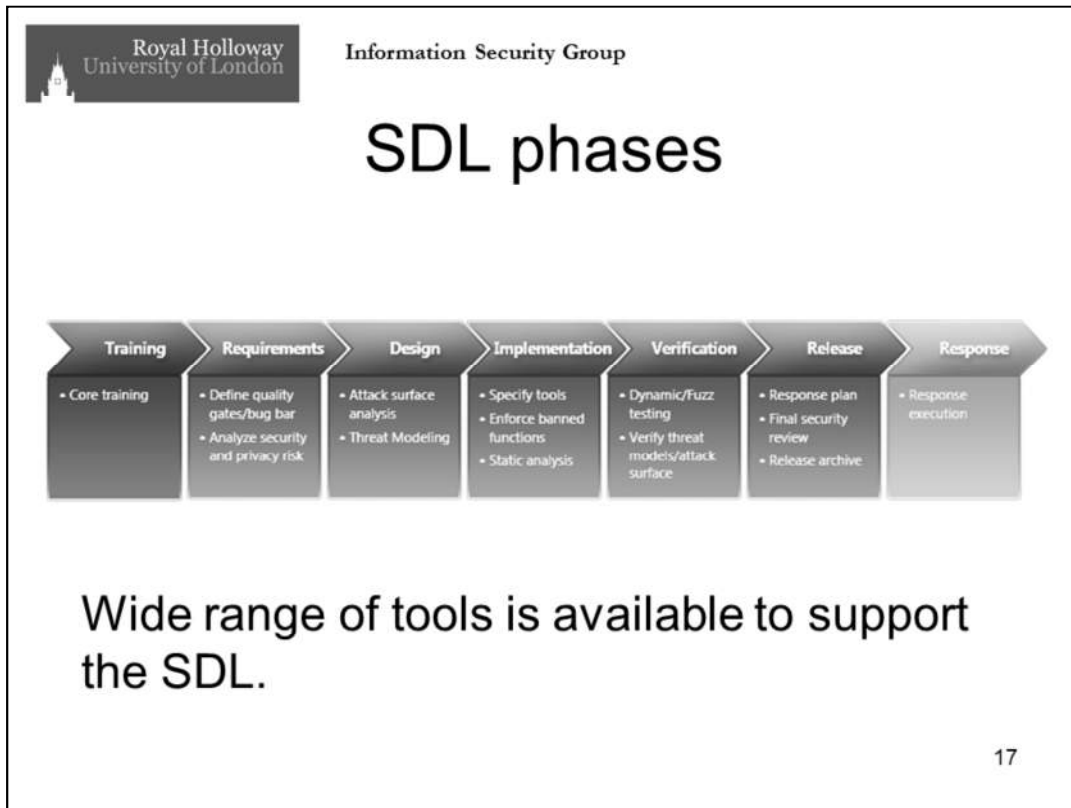 Royal Holloway
University of London
Information Security Group
SDL phases
Training
• Core training
Requirements
• Define quality
gates/bug bar
• Analyze security
and privacy risk
Design
• Attack surface
analysis
• Threat Modeling
Implementation
• Specify tools
• Enforce banned
functions
• Static analysis
Verification
• Dynamic/Fuzz
testing
• Verify threat
models/attack
surface
Release
• Response plan
• Final security
review
• Release archive
Response
• Response
execution
Wide range of tools is available to support
the SDL.
17